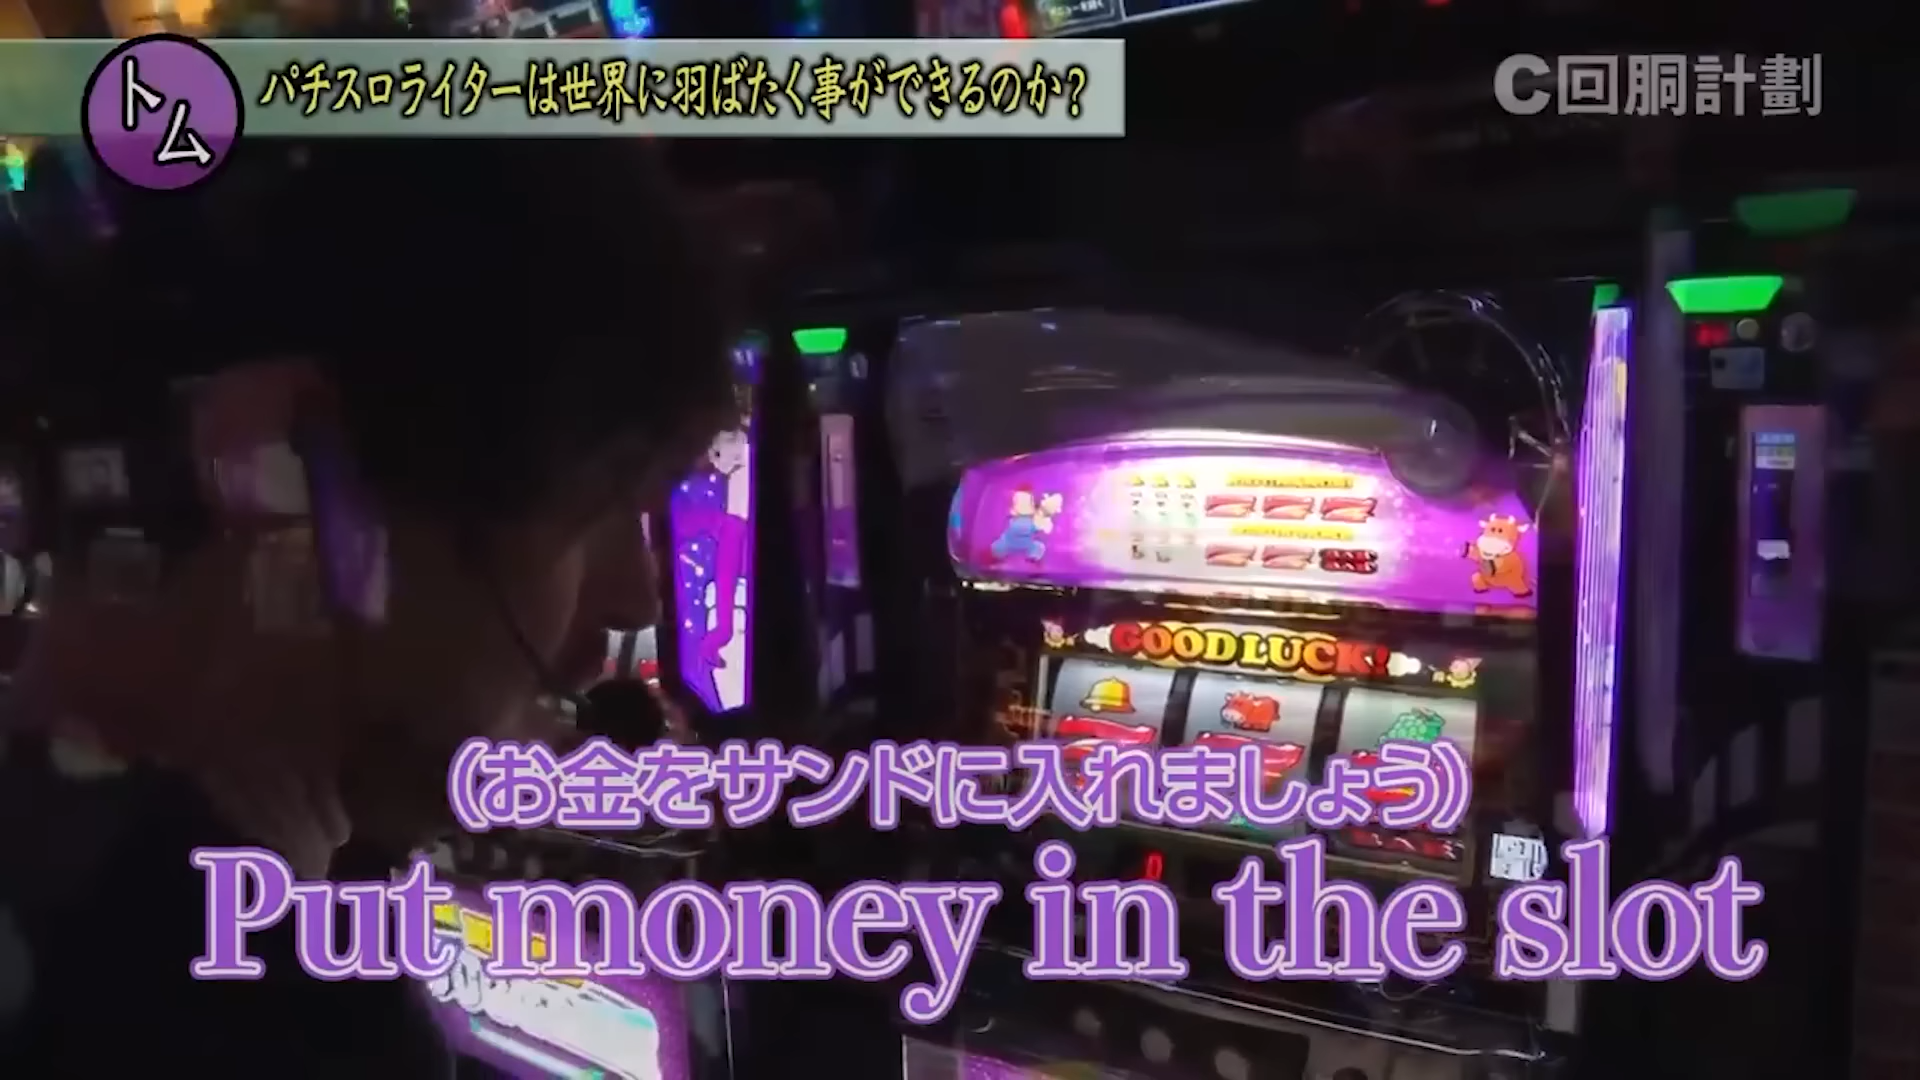 トム
パチスロライターは世界に羽ばたく事ができるのか?
C回胴計劃
GOOD LUCK!
(お金をサンドに入れましょう)
Put money in the slot